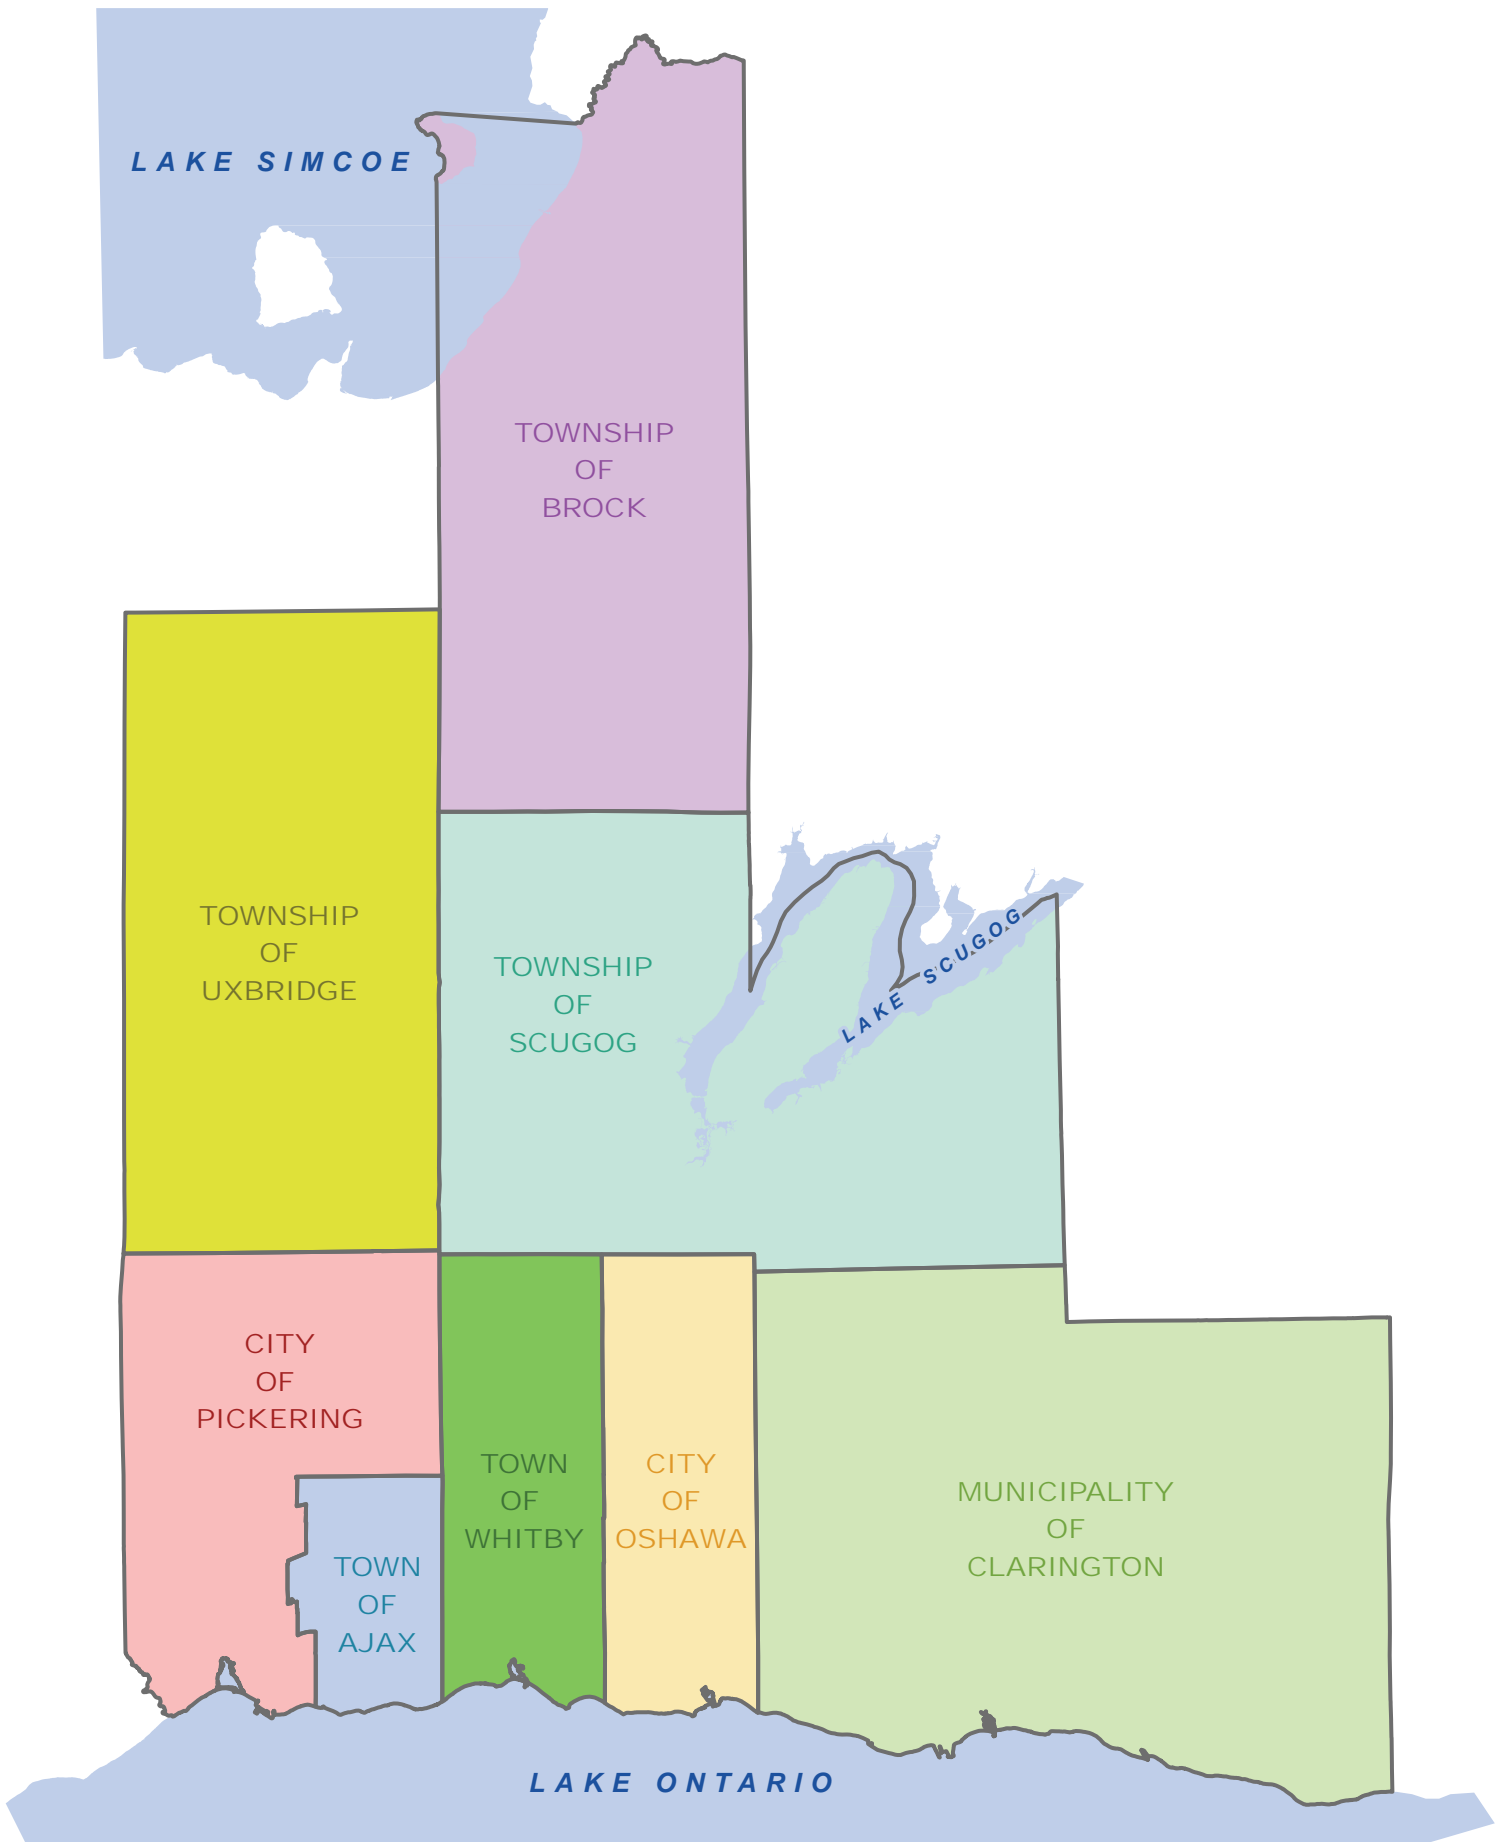 LAKE SIMCOE
TOWNSHIP
OF
BROCK
TOWNSHIP
OF
UXBRIDGE
TOWNSHIP
OF
SCUGOG
LAKE SCUGOG
CITY
OF
PICKERING
TOWN
OF
AJAX
TOWN
OF
WHITBY
CITY
OF
OSHAWA
MUNICIPALITY
OF
CLARINGTON
LAKE ONTARIO